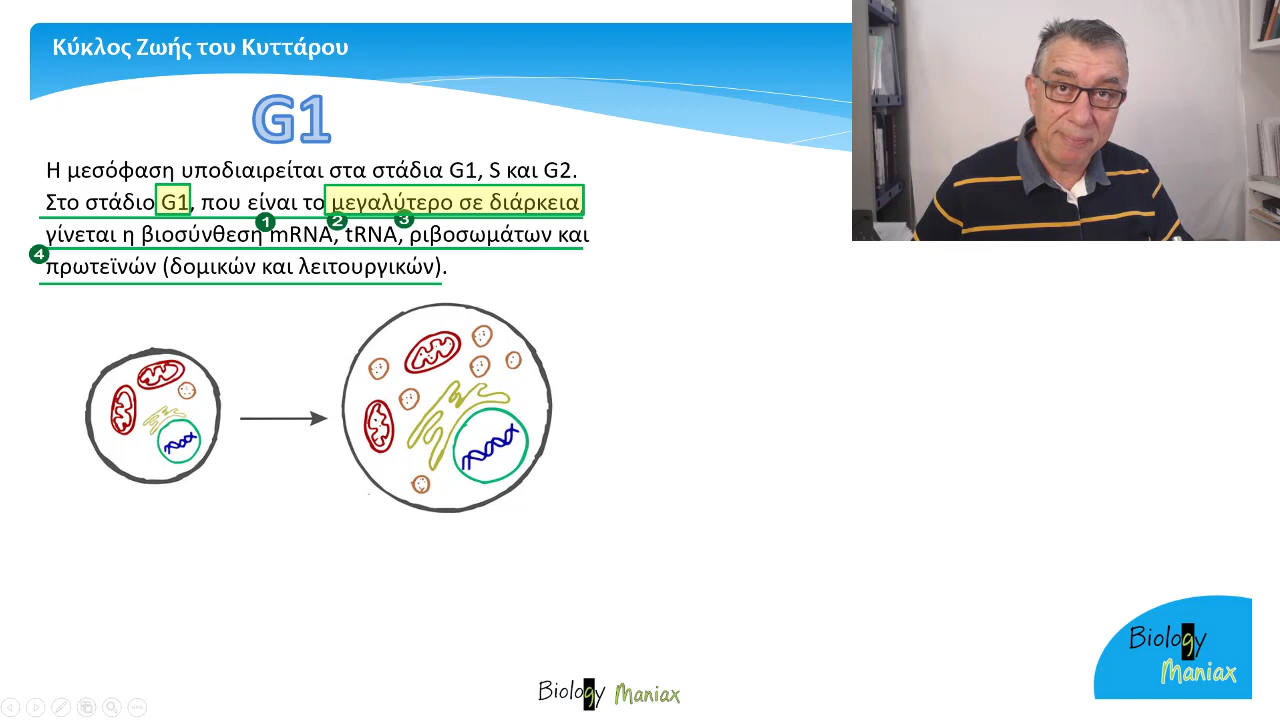 Κύκλος Ζωής του Κυττάρου
G1
Η μεσόφαση υποδιαιρείται στα στάδια G1, S και G2.
Στο στάδιο G1, που είναι το μεγαλύτερο σε διάρκεια,
1 2 3
γίνεται η βιοσύνθεση mRNA, tRNA, ριβοσωμάτων και
4
πρωτεϊνών (δομικών και λειτουργικών).
Biology
Maniax
Biology Maniax